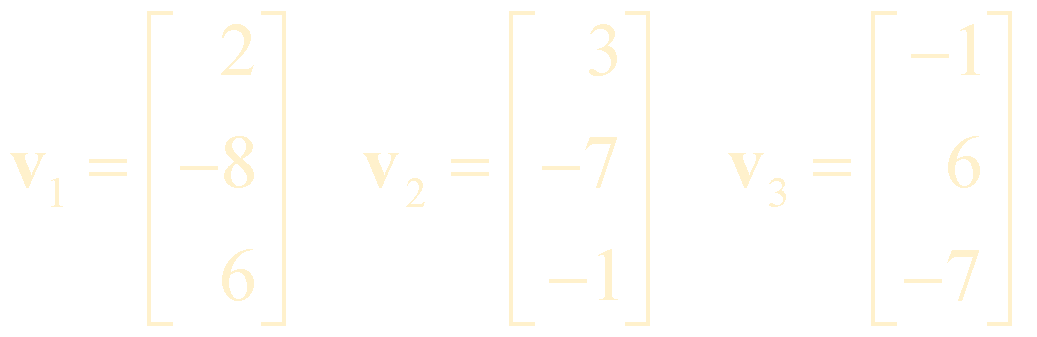 v₁ = [2 −8 6] v₂ = [3 −7 −1] v₃ = [−1 6 −7]